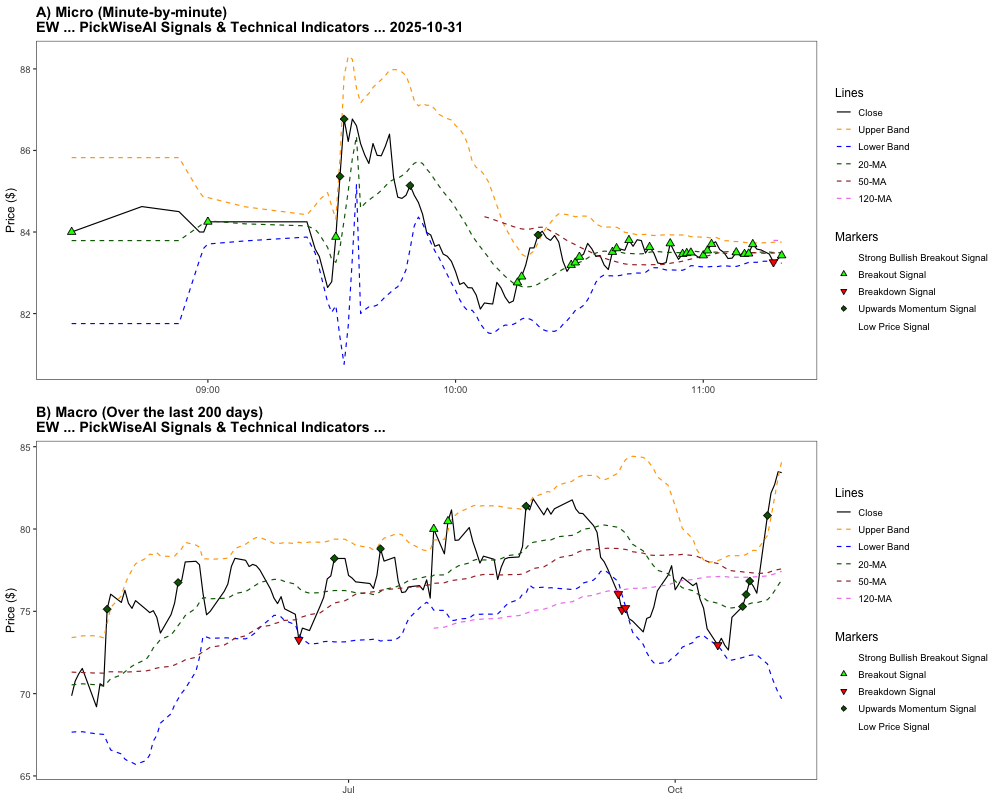 A) Micro (Minute-by-minute)
EW ... PickWiseAI Signals & Technical Indicators ... 2025-10-31
Price ($)
88
86
84
82
09:00
10:00
11:00
Lines
Close
Upper Band
Lower Band
20-MA
50-MA
120-MA
Markers
Strong Bullish Breakout Signal
Breakout Signal
Breakdown Signal
Upwards Momentum Signal
Low Price Signal
B) Macro (Over the last 200 days)
EW ... PickWiseAI Signals & Technical Indicators ...
Price ($)
85
80
75
70
65
Jul
Oct
Lines
Close
Upper Band
Lower Band
20-MA
50-MA
120-MA
Markers
Strong Bullish Breakout Signal
Breakout Signal
Breakdown Signal
Upwards Momentum Signal
Low Price Signal